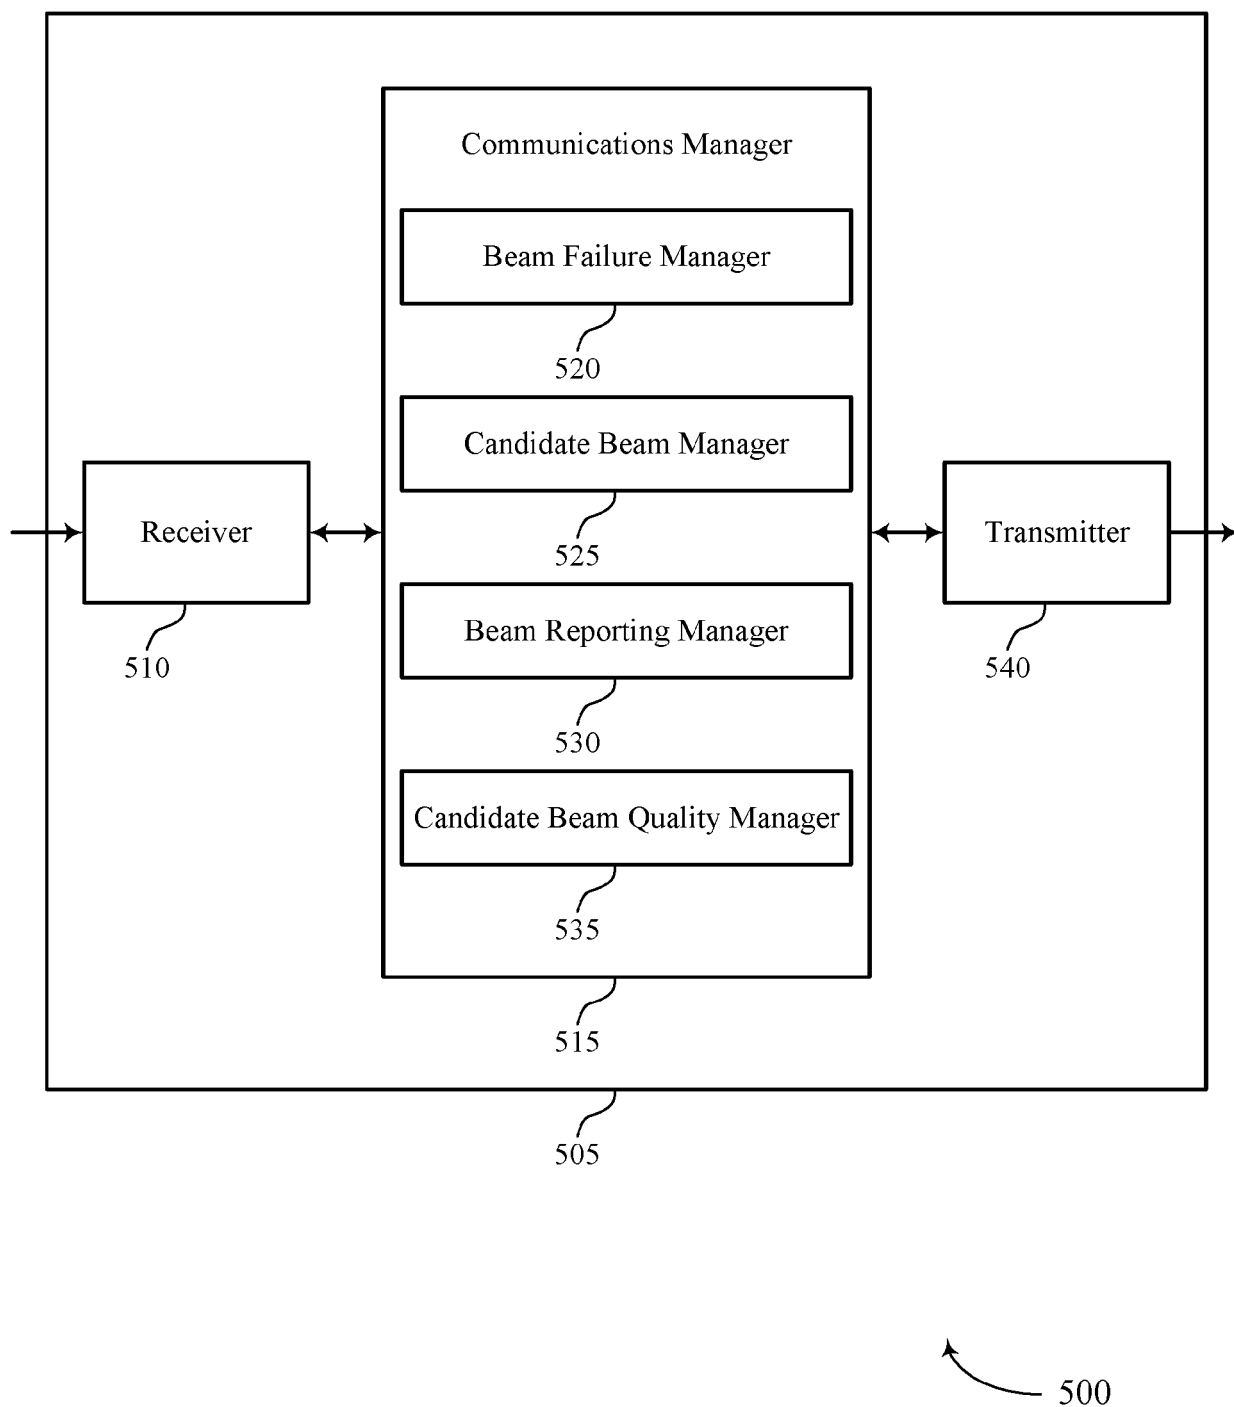 Communications Manager
Beam Failure Manager
520
Candidate Beam Manager
525
Receiver
510
Beam Reporting Manager
530
Transmitter
540
Candidate Beam Quality Manager
535
515
505
500